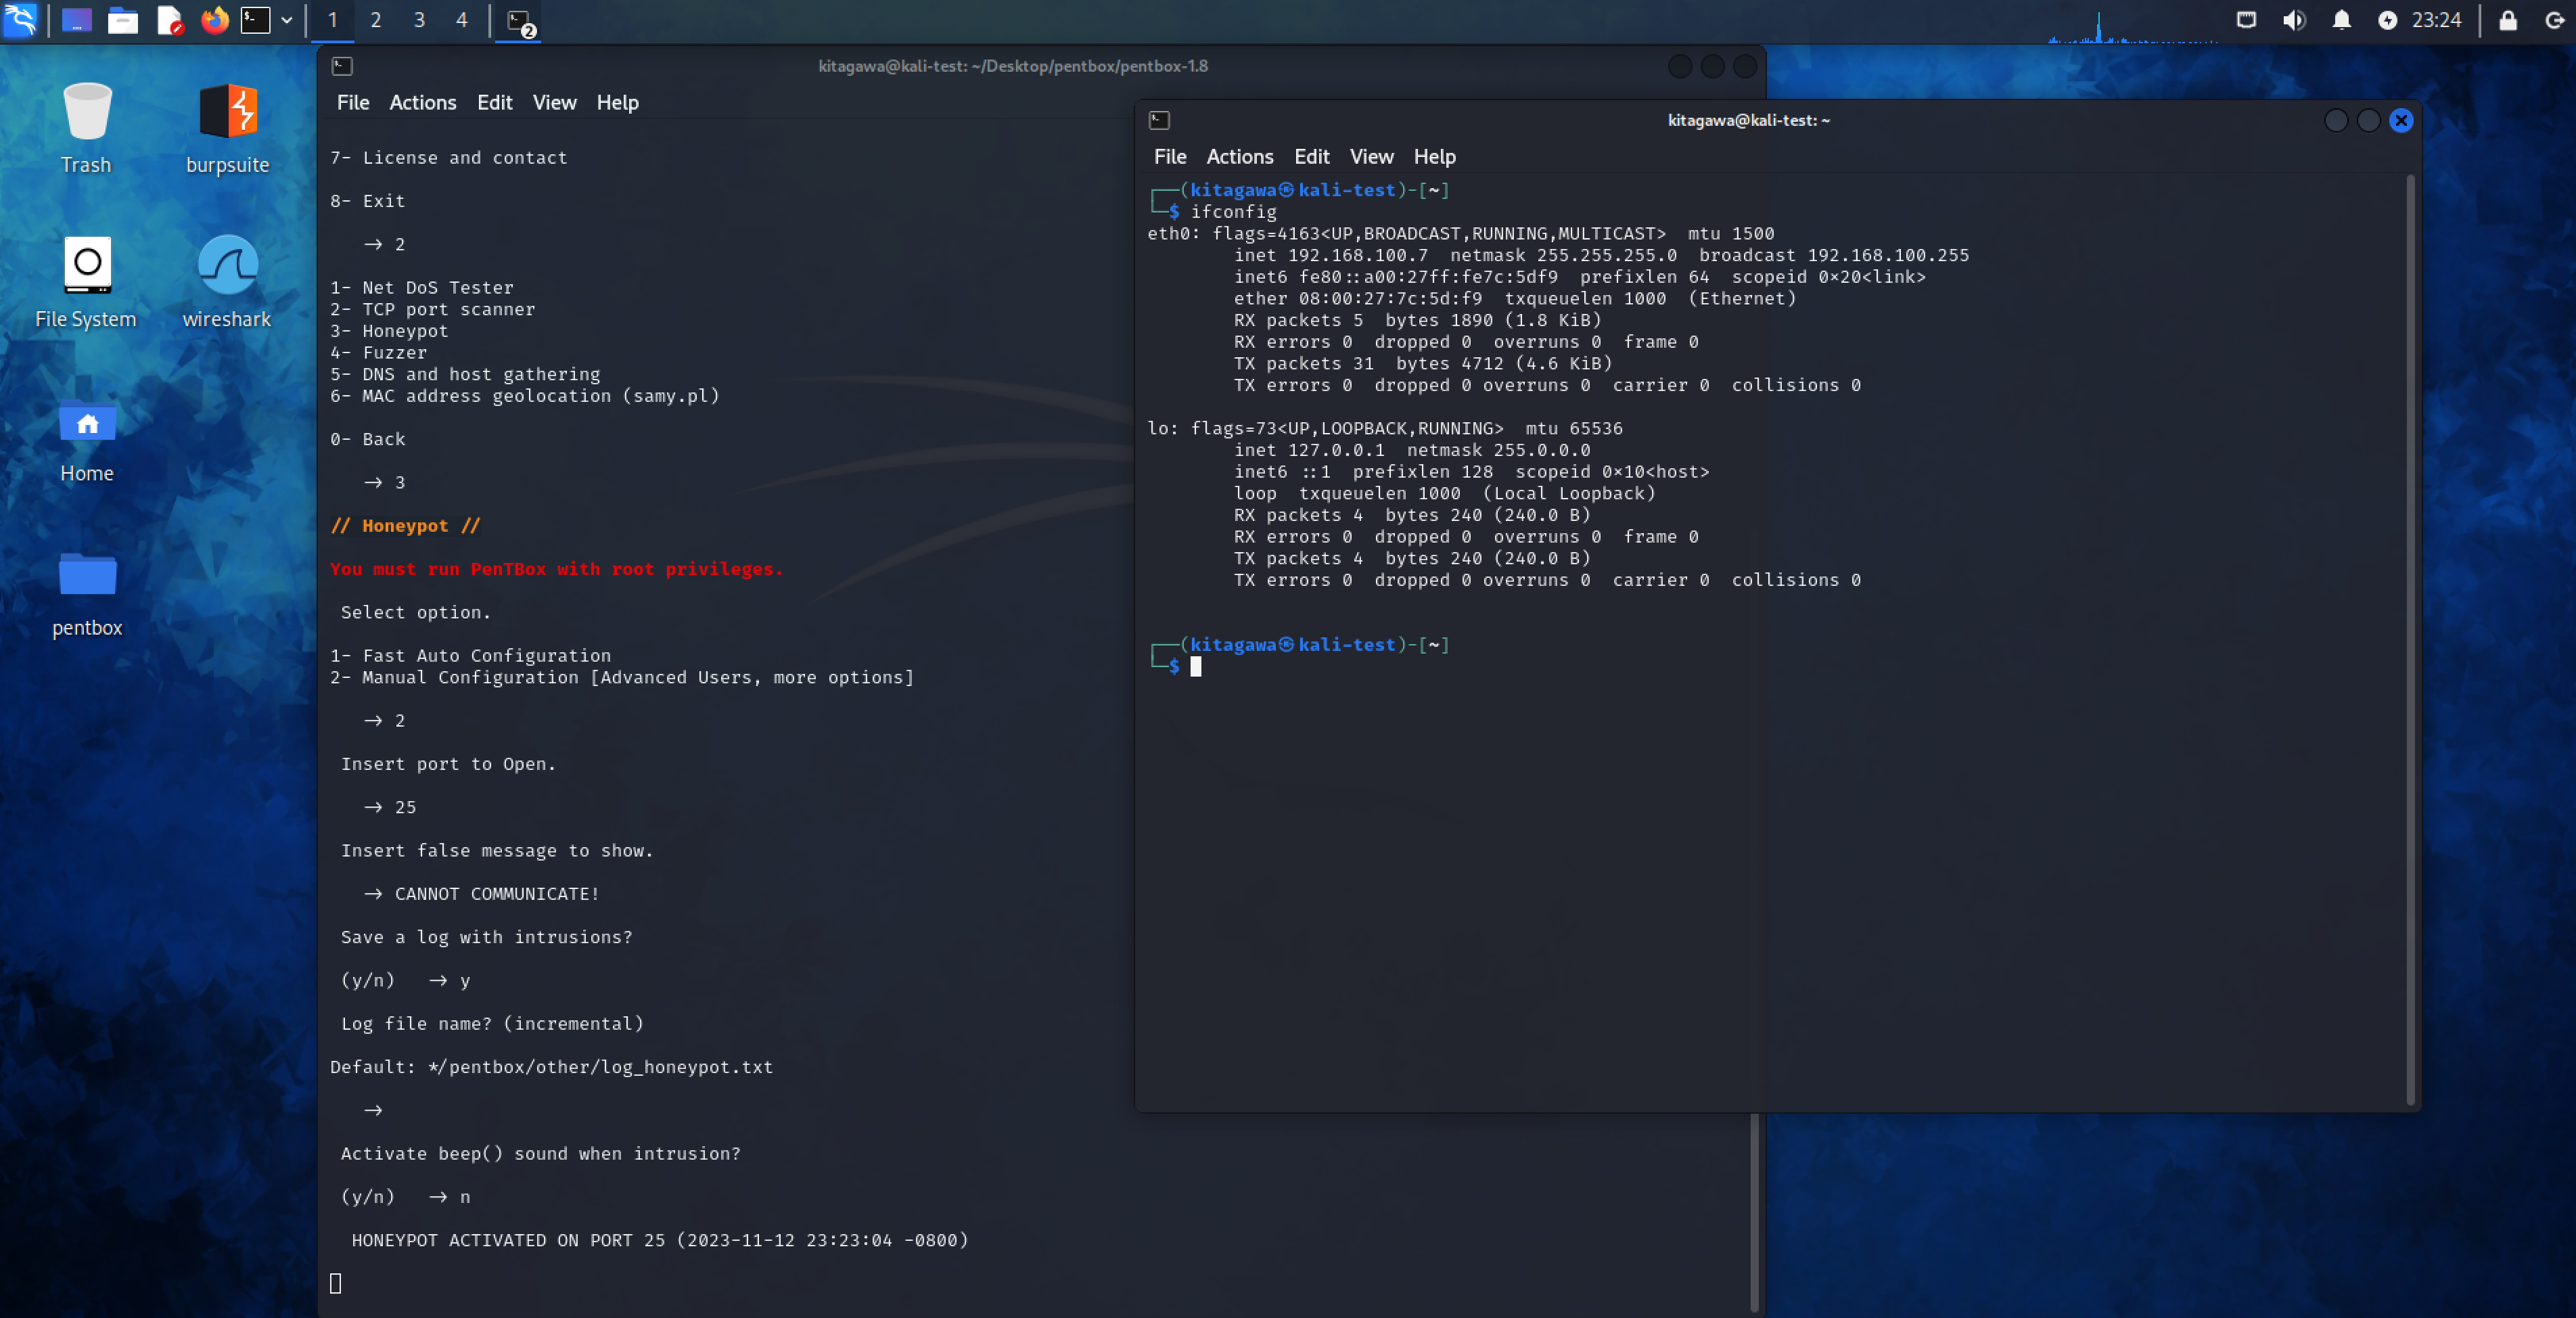 1
2
3
4
2
23:24
Trash
burpsuite
File System
wireshark
Home
pentbox
kitagawa@kali-test: ~/Desktop/pentbox/pentbox-1.8
File Actions Edit View Help
7- License and contact
8- Exit
→ 2
1- Net DoS Tester
2- TCP port scanner
3- Honeypot
4- Fuzzer
5- DNS and host gathering
6- MAC address geolocation (samy.pl)
0- Back
→ 3
// Honeypot //
You must run PenTBox with root privileges.
Select option.
1- Fast Auto Configuration
2- Manual Configuration [Advanced Users, more options]
→ 2
Insert port to Open.
→ 25
Insert false message to show.
→ CANNOT COMMUNICATE!
Save a log with intrusions?
(y/n) → y
Log file name? (incremental)
Default: */pentbox/other/log_honeypot.txt
→
Activate beep() sound when intrusion?
(y/n) → n
HONEYPOT ACTIVATED ON PORT 25 (2023-11-12 23:23:04 -0800)
kitagawa@kali-test: ~
File Actions Edit View Help
┌──(kitagawa㉿kali-test)-[~]
└─$ ifconfig
eth0: flags=4163<UP,BROADCAST,RUNNING,MULTICAST> mtu 1500
inet 192.168.100.7 netmask 255.255.255.0 broadcast 192.168.100.255
inet6 fe80::a00:27ff:fe7c:5df9 prefixlen 64 scopeid 0×20<link>
ether 08:00:27:7c:5d:f9 txqueuelen 1000 (Ethernet)
RX packets 5 bytes 1890 (1.8 KiB)
RX errors 0 dropped 0 overruns 0 frame 0
TX packets 31 bytes 4712 (4.6 KiB)
TX errors 0 dropped 0 overruns 0 carrier 0 collisions 0
lo: flags=73<UP,LOOPBACK,RUNNING> mtu 65536
inet 127.0.0.1 netmask 255.0.0.0
inet6 ::1 prefixlen 128 scopeid 0×10<host>
loop txqueuelen 1000 (Local Loopback)
RX packets 4 bytes 240 (240.0 B)
RX errors 0 dropped 0 overruns 0 frame 0
TX packets 4 bytes 240 (240.0 B)
TX errors 0 dropped 0 overruns 0 carrier 0 collisions 0
┌──(kitagawa㉿kali-test)-[~]
└─$